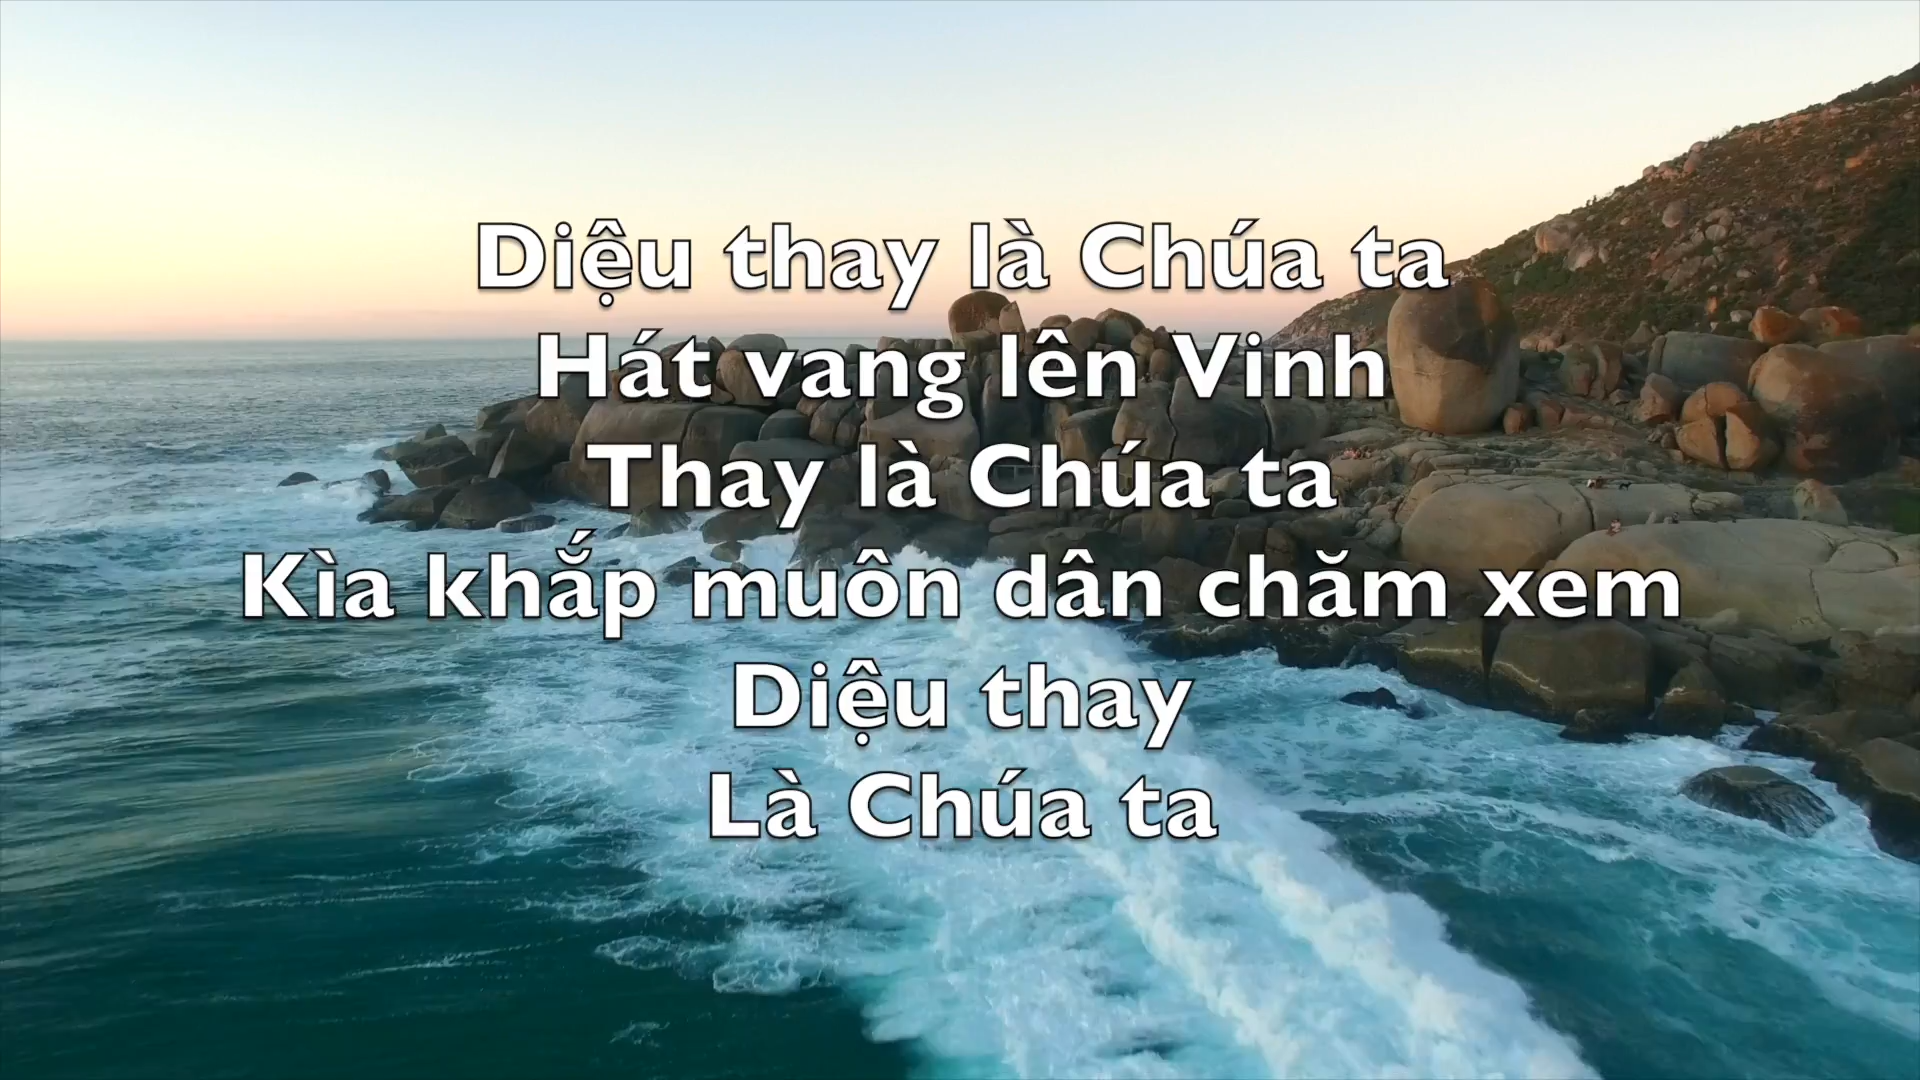 Diệu thay là Chúa ta
Hát vang lên Vinh
Thay là Chúa ta
Kìa khắp muôn dân chăm xem
Diệu thay
Là Chúa ta